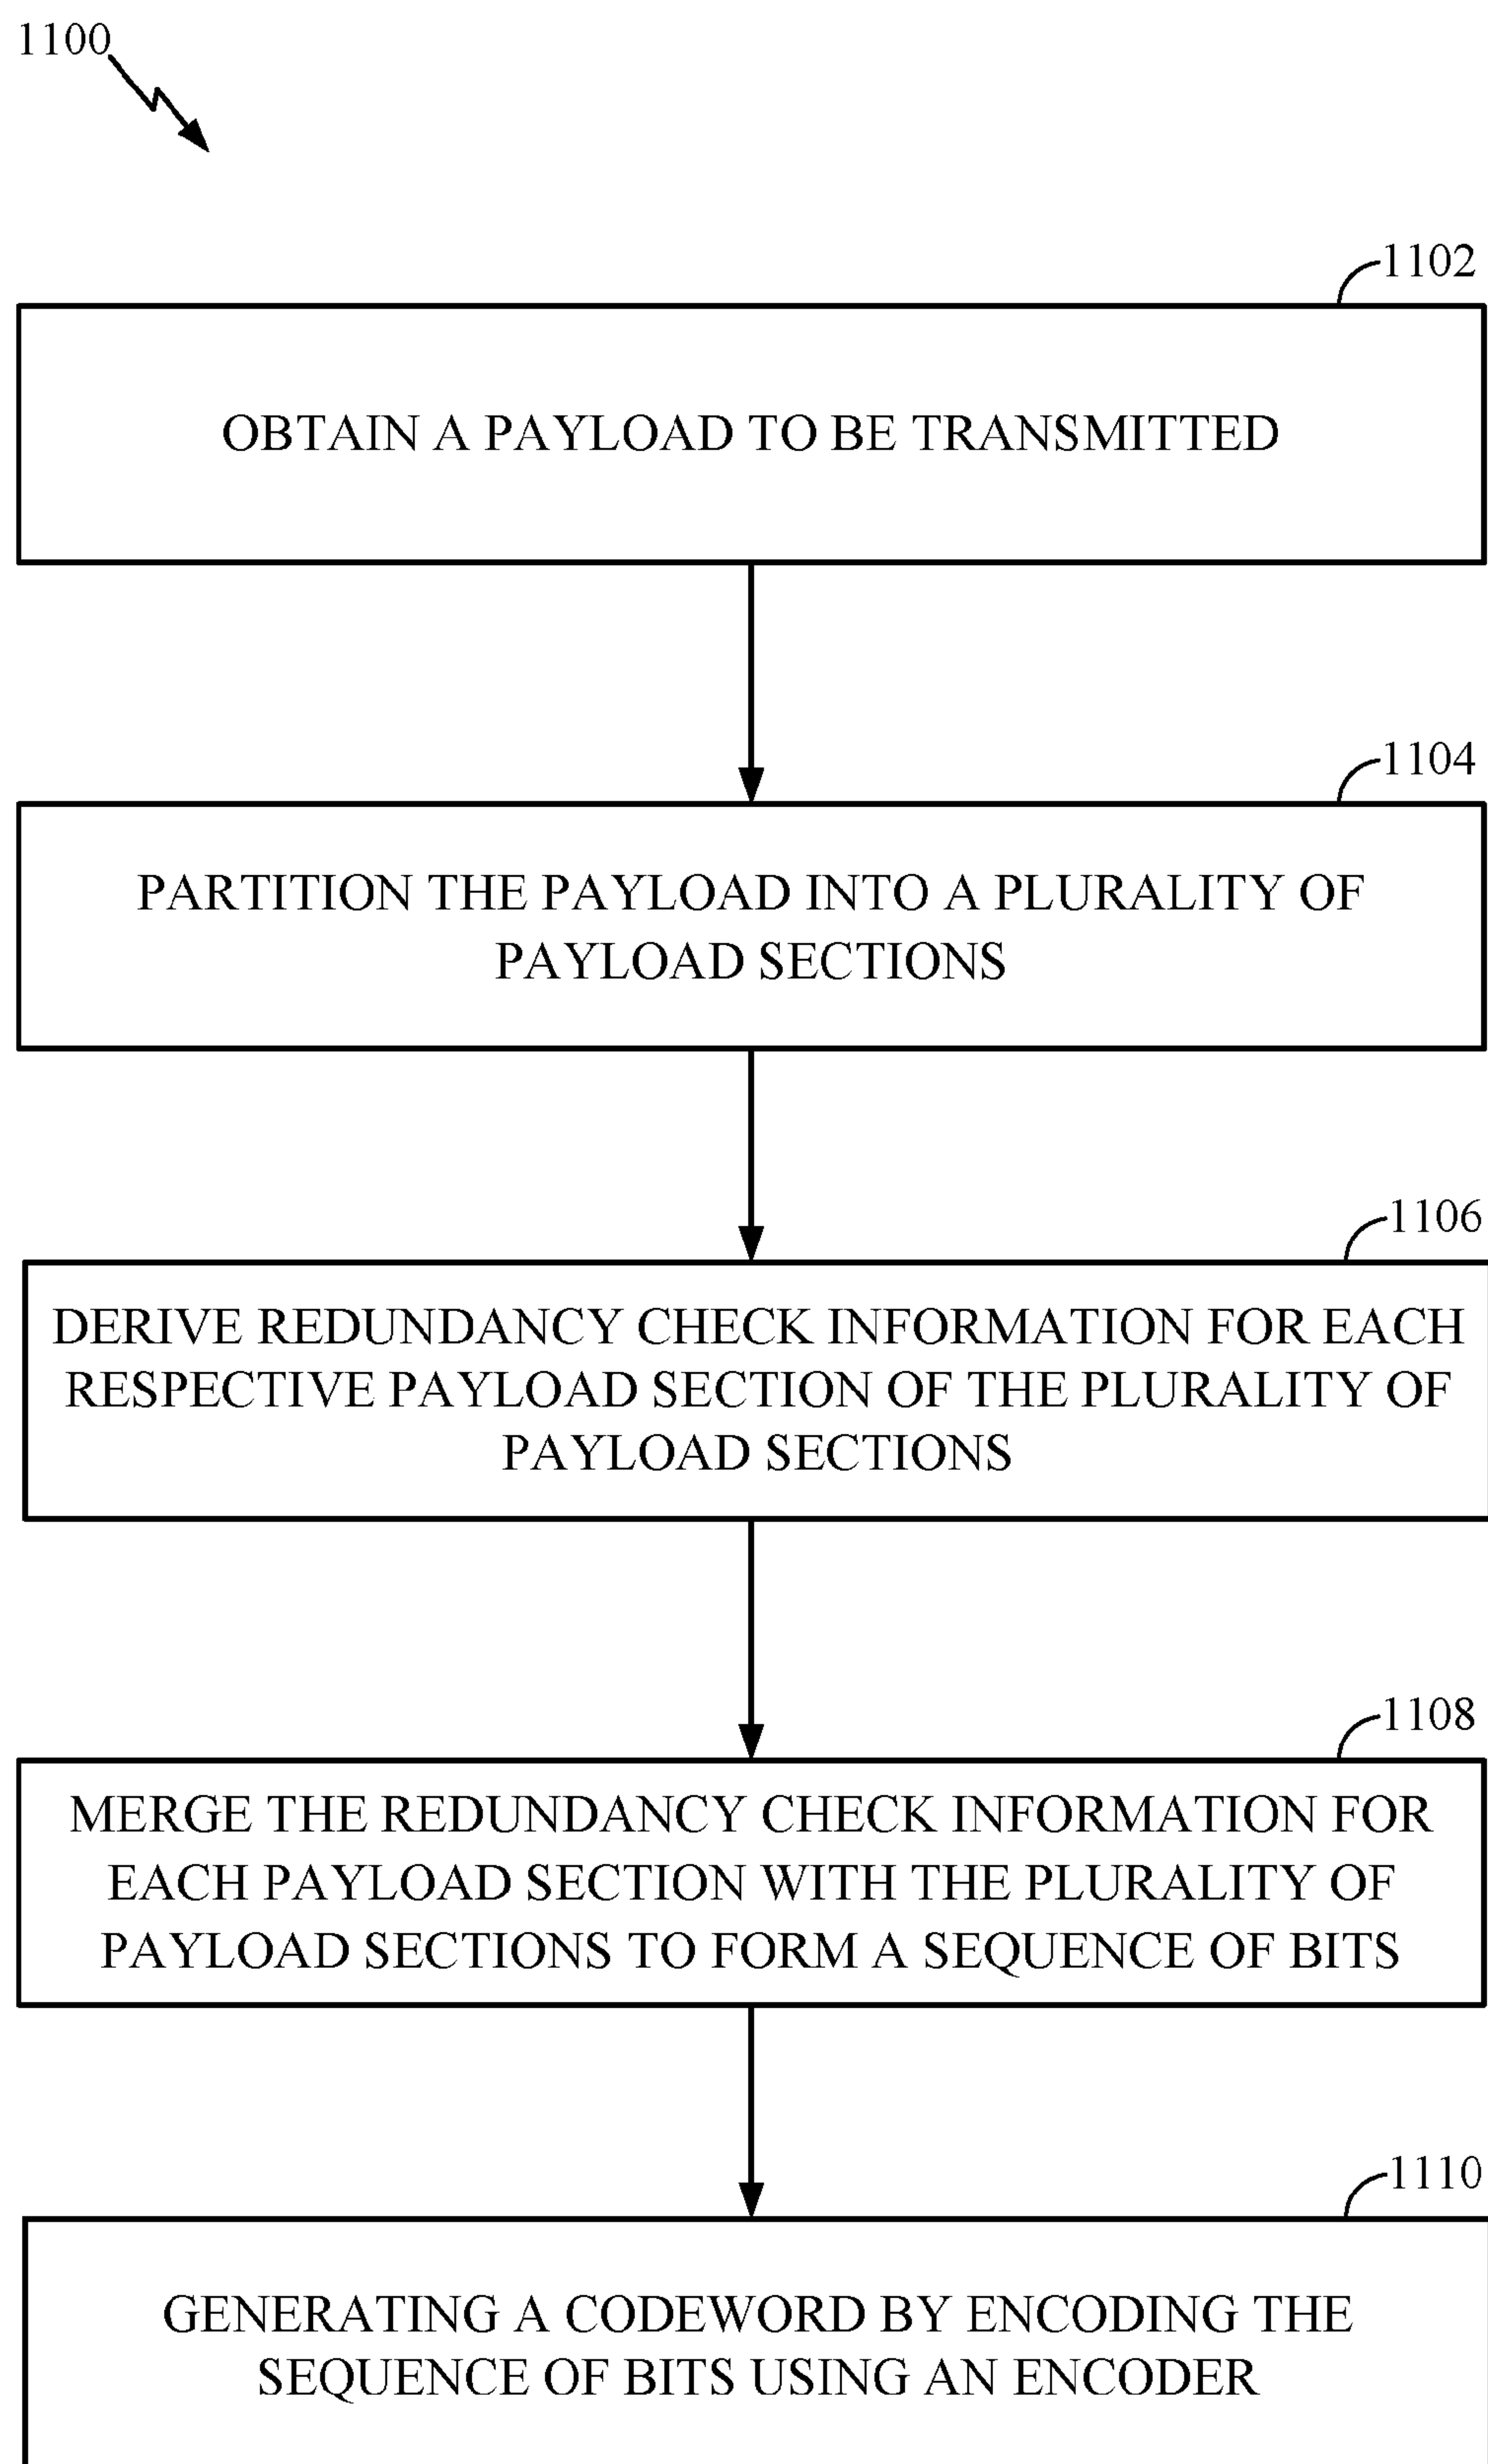 1100
1102
OBTAIN A PAYLOAD TO BE TRANSMITTED
1104
PARTITION THE PAYLOAD INTO A PLURALITY OF
PAYLOAD SECTIONS
1106
DERIVE REDUNDANCY CHECK INFORMATION FOR EACH
RESPECTIVE PAYLOAD SECTION OF THE PLURALITY OF
PAYLOAD SECTIONS
1108
MERGE THE REDUNDANCY CHECK INFORMATION FOR
EACH PAYLOAD SECTION WITH THE PLURALITY OF
PAYLOAD SECTIONS TO FORM A SEQUENCE OF BITS
1110
GENERATING A CODEWORD BY ENCODING THE
SEQUENCE OF BITS USING AN ENCODER